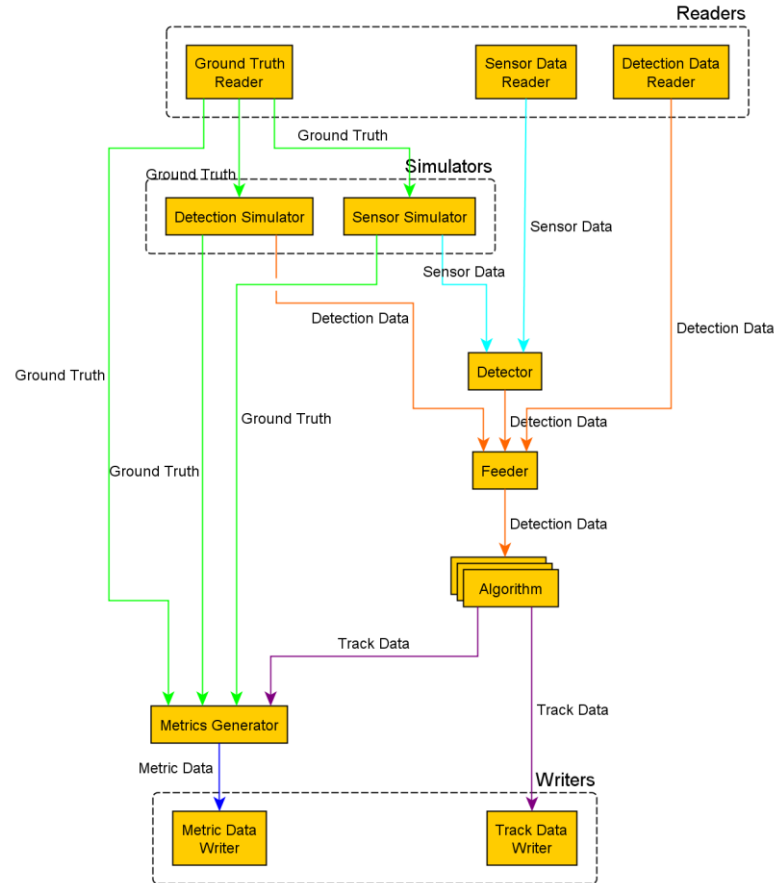 Readers
Ground Truth
Reader
Sensor Data
Reader
Detection Data
Reader
Ground Truth
Ground Truth
Simulators
Detection Simulator
Sensor Simulator
Sensor Data
Sensor Data
Detection Data
Detection Data
Ground Truth
Detector
Ground Truth
Detection Data
Ground Truth
Feeder
Detection Data
Algorithm
Track Data
Track Data
Metrics Generator
Metric Data
Writers
Metric Data
Writer
Track Data
Writer